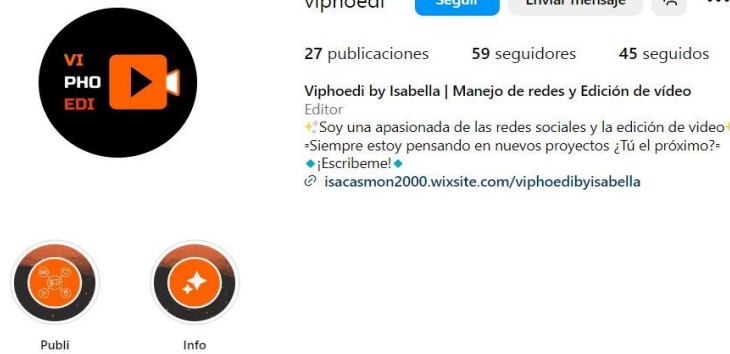 viphoedi Seguir Enviar mensaje
27 publicaciones 59 seguidores 45 seguidos
Viphoedi by Isabella | Manejo de redes y Edición de vídeo
Editor
✨Soy una apasionada de las redes sociales y la edición de video✨
▫Siempre estoy pensando en nuevos proyectos ¿Tú el próximo?▫
🔹¡Escríbeme!🔹
isacasmon2000.wixsite.com/viphoedibyisabella
VI
PHO
EDI
Publi Info